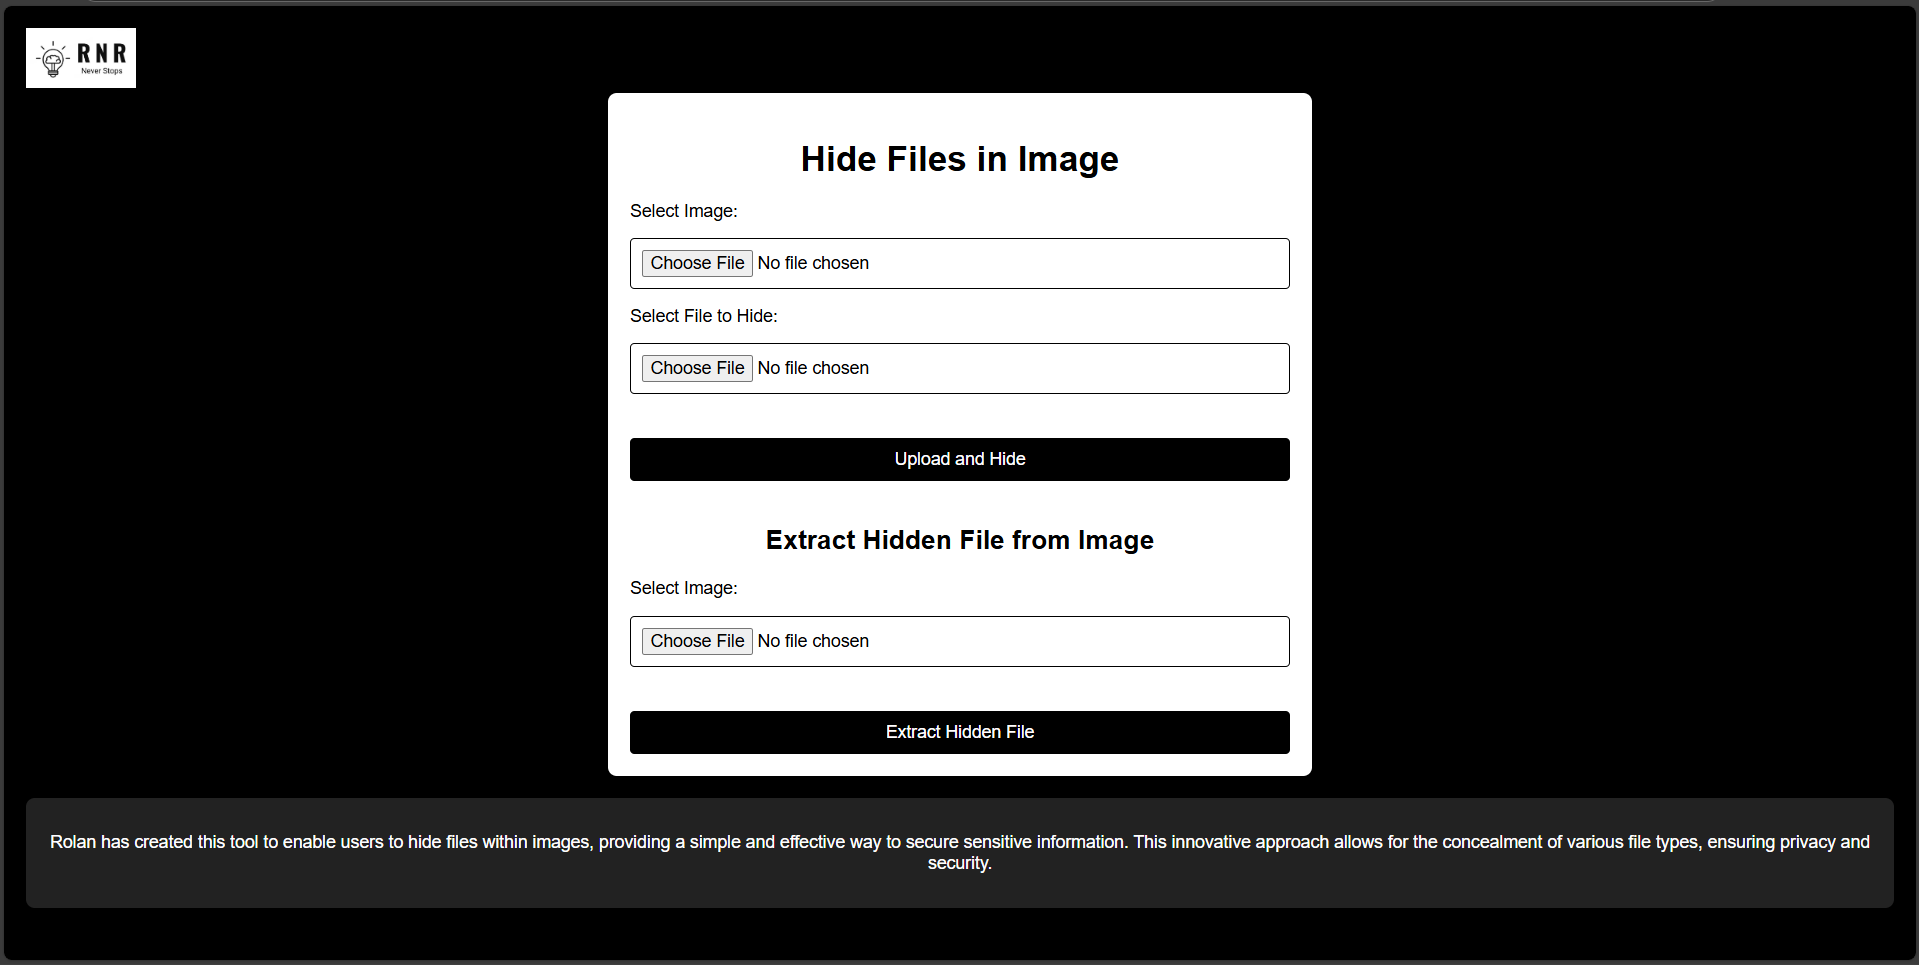 RNR
Never Stops
Hide Files in Image
Select Image:
Choose File No file chosen
Select File to Hide:
Choose File No file chosen
Upload and Hide
Extract Hidden File from Image
Select Image:
Choose File No file chosen
Extract Hidden File
Rolan has created this tool to enable users to hide files within images, providing a simple and effective way to secure sensitive information. This innovative approach allows for the concealment of various file types, ensuring privacy and
security.